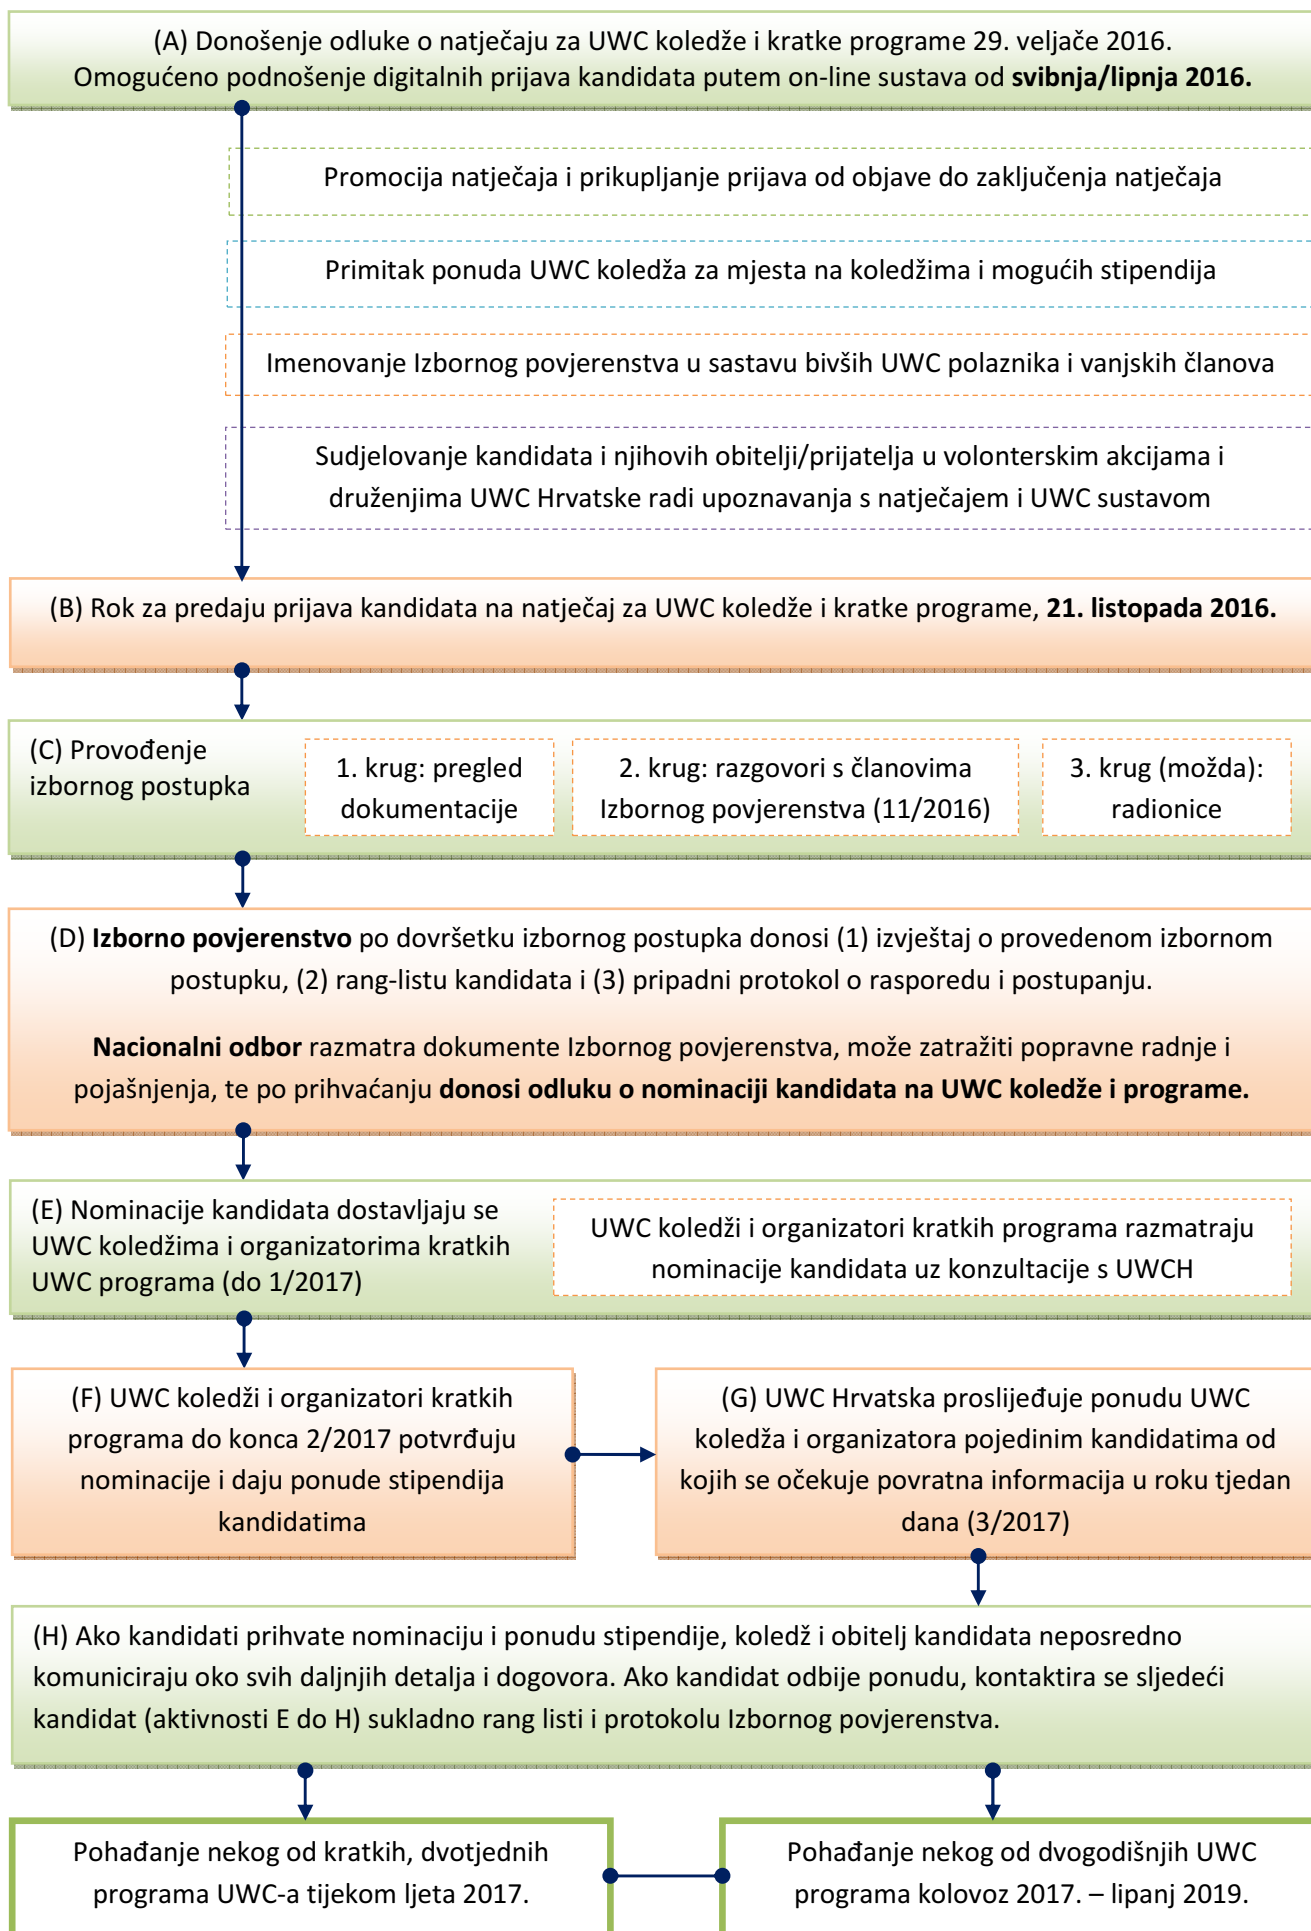 (A) Donošenje odluke o natječaju za UWC koledže i kratke programe 29. veljače 2016.
Omogućeno podnošenje digitalnih prijava kandidata putem on-line sustava od svibnja/lipnja 2016.
Promocija natječaja i prikupljanje prijava od objave do zaključenja natječaja
Primitak ponuda UWC koledža za mjesta na koledžima i mogućih stipendija
Imenovanje Izbornog povjerenstva u sastavu bivših UWC polaznika i vanjskih članova
Sudjelovanje kandidata i njihovih obitelji/prijatelja u volonterskim akcijama i
druženjima UWC Hrvatske radi upoznavanja s natječajem i UWC sustavom
(B) Rok za predaju prijava kandidata na natječaj za UWC koledže i kratke programe, 21. listopada 2016.
(C) Provođenje
izbornog postupka
1. krug: pregled
dokumentacije
2. krug: razgovori s članovima
Izbornog povjerenstva (11/2016)
3. krug (možda):
radionice
(D) Izborno povjerenstvo po dovršetku izbornog postupka donosi (1) izvještaj o provedenom izbornom
postupku, (2) rang-listu kandidata i (3) pripadni protokol o rasporedu i postupanju.
Nacionalni odbor razmatra dokumente Izbornog povjerenstva, može zatražiti popravne radnje i
pojašnjenja, te po prihvaćanju donosi odluku o nominaciji kandidata na UWC koledže i programe.
(E) Nominacije kandidata dostavljaju se
UWC koledžima i organizatorima kratkih
UWC programa (do 1/2017)
UWC koledži i organizatori kratkih programa razmatraju
nominacije kandidata uz konzultacije s UWCH
(F) UWC koledži i organizatori kratkih
programa do konca 2/2017 potvrđuju
nominacije i daju ponude stipendija
kandidatima
(G) UWC Hrvatska proslijeđuje ponudu UWC
koledža i organizatora pojedinim kandidatima od
kojih se očekuje povratna informacija u roku tjedan
dana (3/2017)
(H) Ako kandidati prihvate nominaciju i ponudu stipendije, koledž i obitelj kandidata neposredno
komuniciraju oko svih daljnjih detalja i dogovora. Ako kandidat odbije ponudu, kontaktira se sljedeći
kandidat (aktivnosti E do H) sukladno rang listi i protokolu Izbornog povjerenstva.
Pohađanje nekog od kratkih, dvotjednih
programa UWC-a tijekom ljeta 2017.
Pohađanje nekog od dvogodišnjih UWC
programa kolovoz 2017. – lipanj 2019.